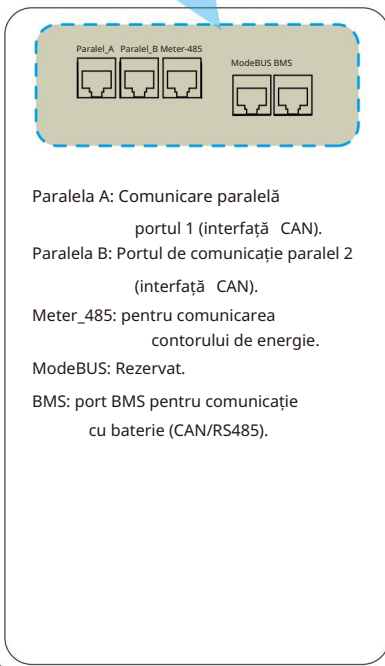 Paralel_A Paralel_B Meter-485
ModeBUS BMS
Paralela A: Comunicare paralelă
portul 1 (interfață CAN).
Paralela B: Portul de comunicație paralel 2
(interfață CAN).
Meter_485: pentru comunicarea
contorului de energie.
ModeBUS: Rezervat.
BMS: port BMS pentru comunicație
cu baterie (CAN/RS485).